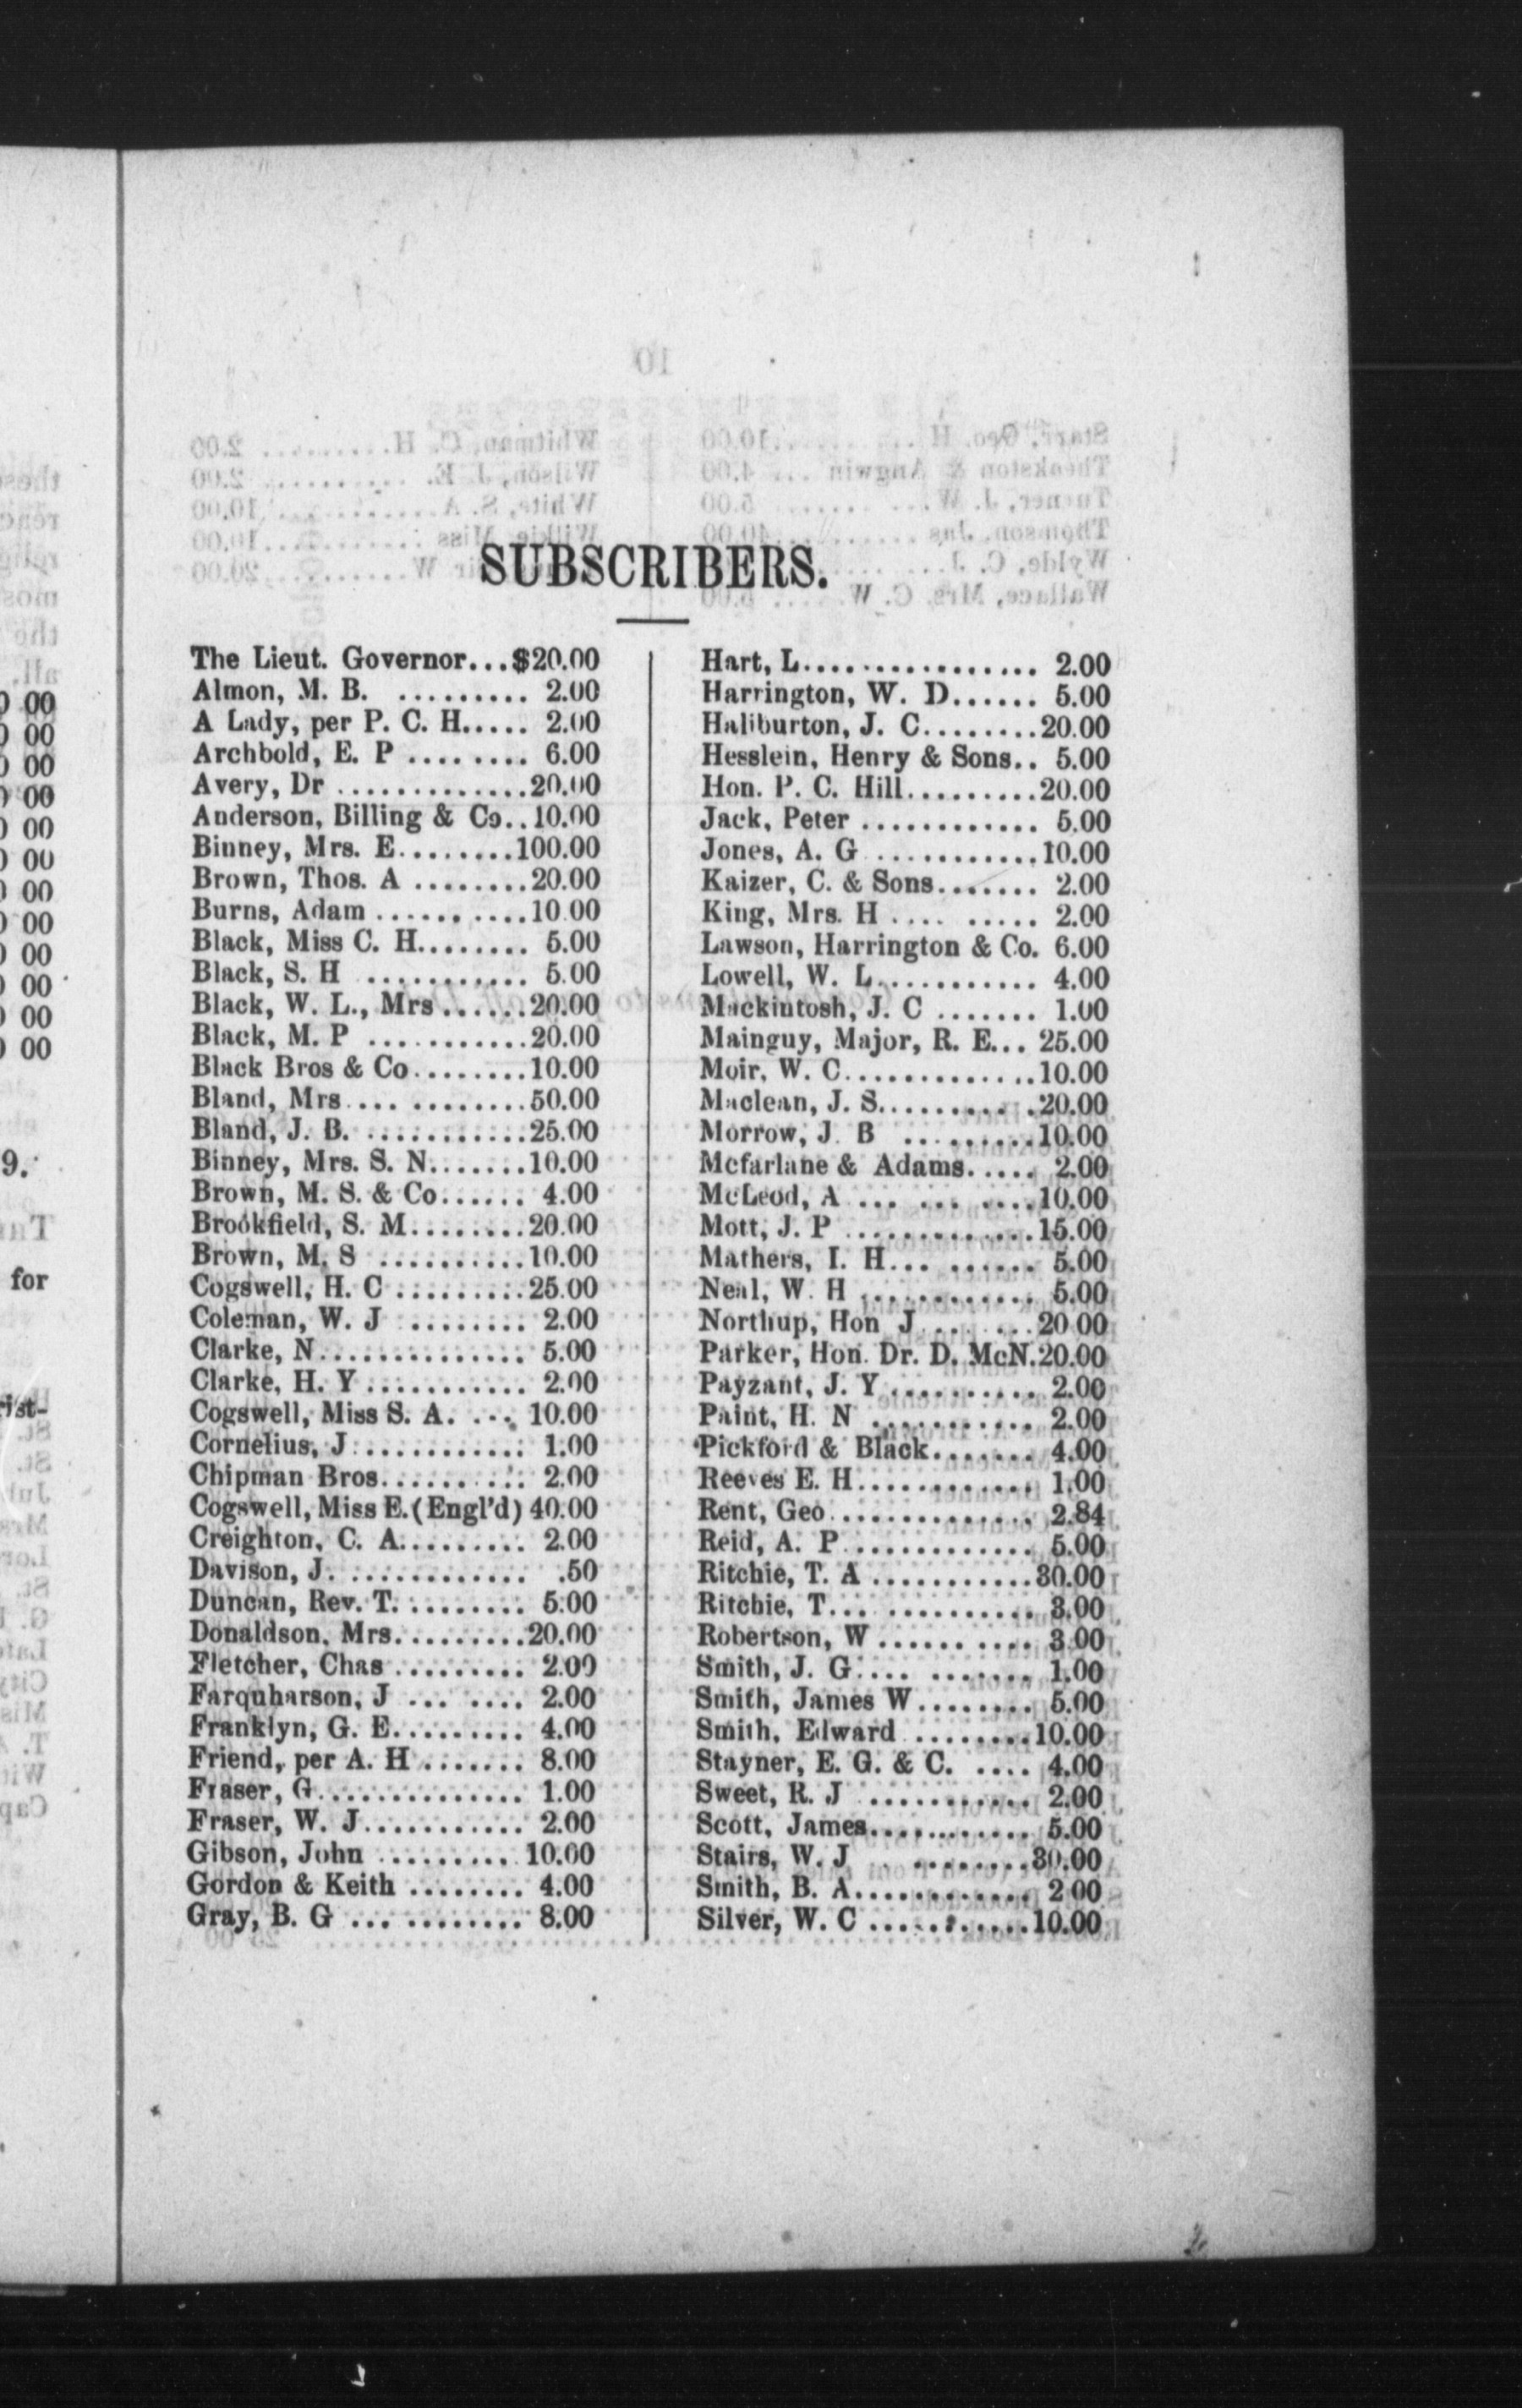 SUBSCRIBERS.
The Lieut. Governor...$20.00
Almon, M. B. ......... 2.00
A Lady, per P. C. H..... 2.00
Archbold, E. P ........ 6.00
Avery, Dr ..............20.00
Anderson, Billing & Co..10.00
Binney, Mrs. E........100.00
Brown, Thos. A ........20.00
Burns, Adam ...... ....10.00
Black, Miss C. H........ 5.00
Black, S. H ............ 5.00
Black, W. L., Mrs ......20.00
Black, M. P ............20.00
Black Bros & Co........10.00
Bland, Mrs.... .........50.00
Bland, J. B. ............25.00
Binney, Mrs. S. N.......10.00
Brown, M. S. & Co...... 4.00
Brookfield, S. M........20.00
Brown, M. S ...........10.00
Cogswell, H. C .........25.00
Coleman, W. J ........ 2.00
Clarke, N............... 5.00
Clarke, H. Y ............ 2.00
Cogswell, Miss S. A. .... 10.00
Cornelius, J............. 1.00
Chipman Bros........... 2.00
Cogswell, Miss E.(Engl'd) 40.00
Creighton, C. A......... 2.00
Davison, J. ............. .50
Duncan, Rev. T......... 5.00
Donaldson, Mrs.........20.00
Fletcher, Chas ......... 2.00
Farquharson, J ... .... 2.00
Franklyn, G. E.......... 4.00
Friend, per A. H ....... 8.00
Fraser, G............... 1.00
Fraser, W. J............ 2.00
Gibson, John .......... 10.00
Gordon & Keith ........ 4.00
Gray, B. G ... ......... 8.00
Hart, L................. 2.00
Harrington, W. D...... 5.00
Haliburton, J. C........20.00
Hesslein, Henry & Sons.. 5.00
Hon. P. C. Hill.........20.00
Jack, Peter ............. 5.00
Jones, A. G ............10.00
Kaizer, C. & Sons....... 2.00
King, Mrs. H .... ..... 2.00
Lawson, Harrington & Co. 6.00
Lowell, W. L............ 4.00
Mackintosh, J. C ....... 1.00
Mainguy, Major, R. E... 25.00
Moir, W. C..............10.00
Maclean, J. S.......... .20.00
Morrow, J. B ..........10.00
Mcfarlane & Adams..... 2.00
McLeod, A ... ... ....10.00
Mott, J. P ..............15.00
Mathers, I. H... ...... 5.00
Neal, W. H ............. 5.00
Northup, Hon J.... ...20 00
Parker, Hon. Dr. D. McN.20.00
Payzant, J. Y ........... 2.00
Paint, H. N ............ 2.00
Pickford & Black....... 4.00
Reeves E. H............. 1.00
Rent, Geo............... 2.84
Reid, A. P.............. 5.00
Ritchie, T. A ............30.00
Ritchie, T... ........... 3.00
Robertson, W ...... .... 3.00
Smith, J. G.... ....... 1.00
Smith, James W........ 5.00
Smith, Edward ........10.00
Stayner, E. G. & C. .... 4.00
Sweet, R. J ............ 2.00
Scott, James............ 5.00
Stairs, W. J . ........30.00
Smith, B. A............. 2 00
Silver, W. C ............10.00